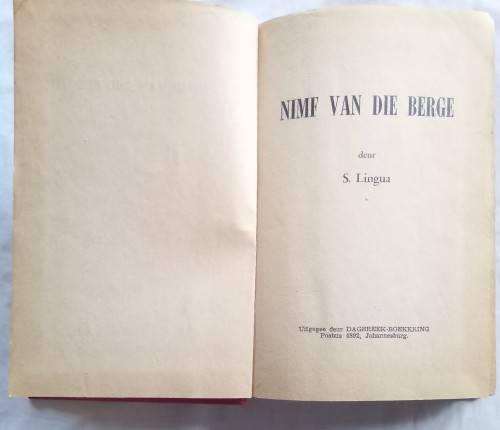 NIMF VAN DIE BERGE
deur
S. Lingua
Uitgegee deur DAGBREEK-BOEKKRING
Posbus 4892, Johannesburg.